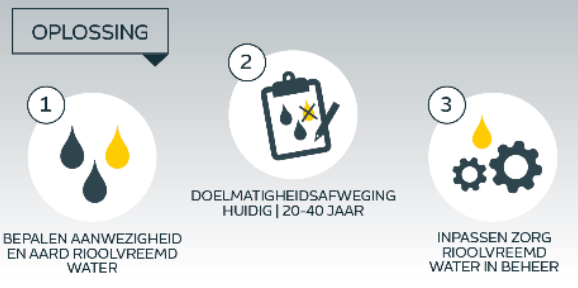 OPLOSSING
1
BEPALEN AANWEZIGHEID
EN AARD RIOOLVREEMD
WATER
2
DOELMATIGHEIDSAFWEGING
HUIDIG | 20-40 JAAR
3
INPASSEN ZORG
RIOOLVREEMD
WATER IN BEHEER